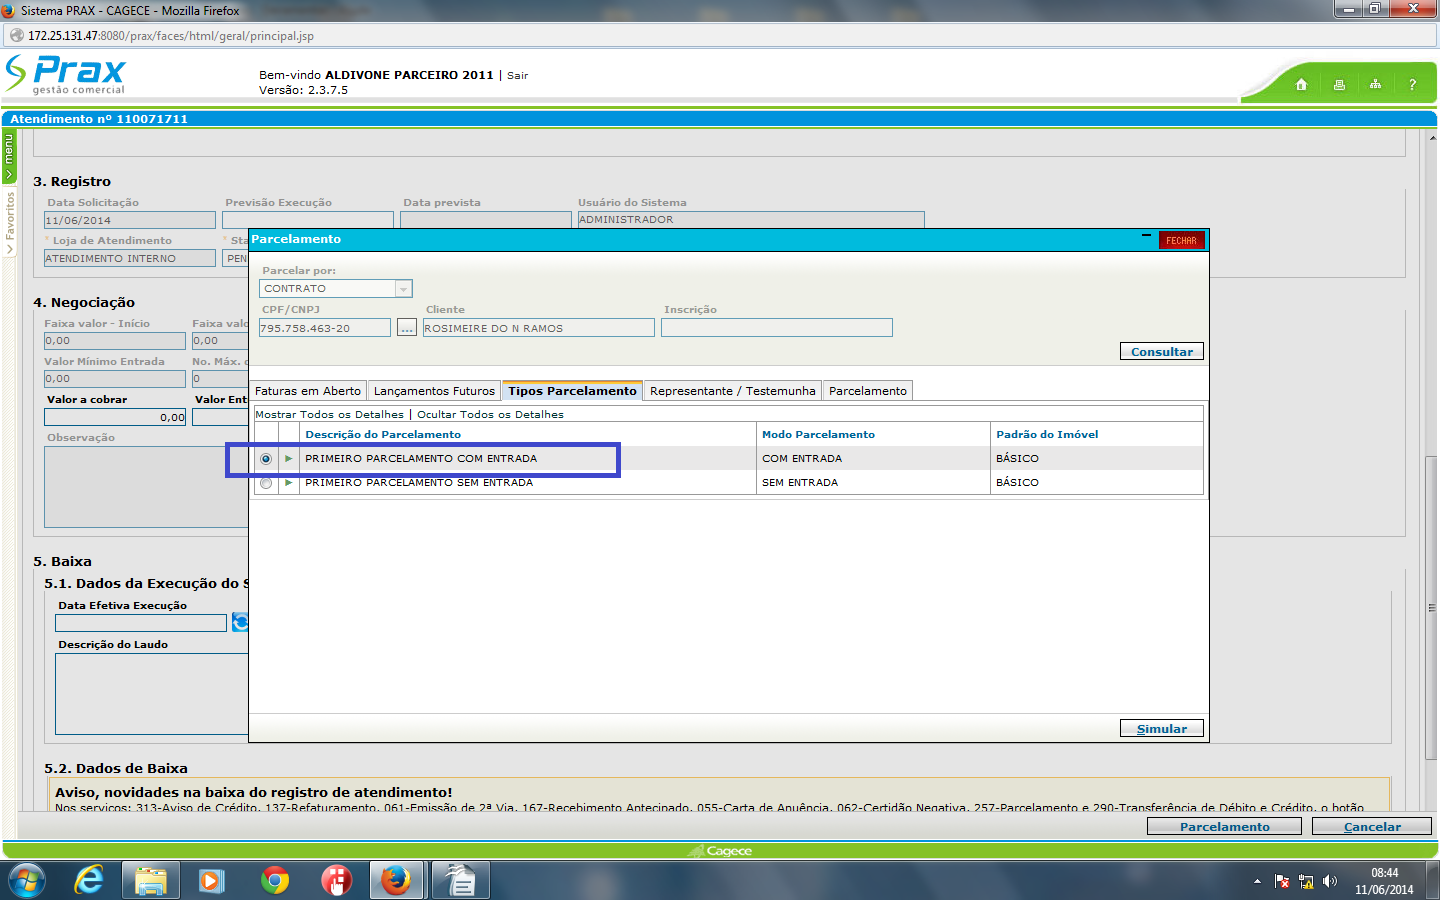 Sistema PRAX - CAGECE - Mozilla Firefox
172.25.131.47:8080/prax/faces/html/geral/principal.jsp
Prax
gestão comercial
Bem-vindo ALDIVONE PARCEIRO 2011 | Sair
Versão: 2.3.7.5
?
Atendimento nº 110071711
menu
Favoritos
3. Registro
Data Solicitação Previsão Execução Data prevista Usuário do Sistema
11/06/2014 ADMINISTRADOR
* Loja de Atendimento * Sta
ATENDIMENTO INTERNO PEN
4. Negociação
Faixa valor - Início Faixa valo
0,00 0,00
Valor Mínimo Entrada No. Máx. d
0,00 0
Valor a cobrar Valor Ent
0,00
Observação
5. Baixa
5.1. Dados da Execução do S
Data Efetiva Execução
Descrição do Laudo
Parcelamento
FECHAR
Parcelar por:
CONTRATO
CPF/CNPJ Cliente Inscrição
795.758.463-20 ... ROSIMEIRE DO N RAMOS
Consultar
Faturas em Aberto Lançamentos Futuros Tipos Parcelamento Representante / Testemunha Parcelamento
Mostrar Todos os Detalhes | Ocultar Todos os Detalhes
Descrição do Parcelamento Modo Parcelamento Padrão do Imóvel
PRIMEIRO PARCELAMENTO COM ENTRADA COM ENTRADA BÁSICO
PRIMEIRO PARCELAMENTO SEM ENTRADA SEM ENTRADA BÁSICO
Simular
5.2. Dados de Baixa
Aviso, novidades na baixa do registro de atendimento!
Nos serviços: 313-Aviso de Crédito, 137-Refaturamento, 061-Emissão de 2ª Via, 167-Recebimento Antecipado, 055-Carta de Anuência, 062-Certidão Negativa, 257-Parcelamento e 290-Transferência de Débito e Crédito, o botão
Parcelamento Cancelar
Cagece
08:44
11/06/2014